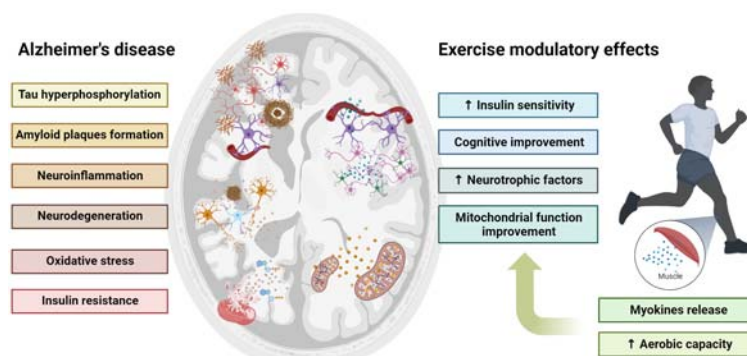 Alzheimer's disease
Tau hyperphosphorylation
Amyloid plaques formation
Neuroinflammation
Neurodegeneration
Oxidative stress
Insulin resistance
Exercise modulatory effects
↑ Insulin sensitivity
Cognitive improvement
↑ Neurotrophic factors
Mitochondrial function
improvement
Muscle
Myokines release
↑ Aerobic capacity